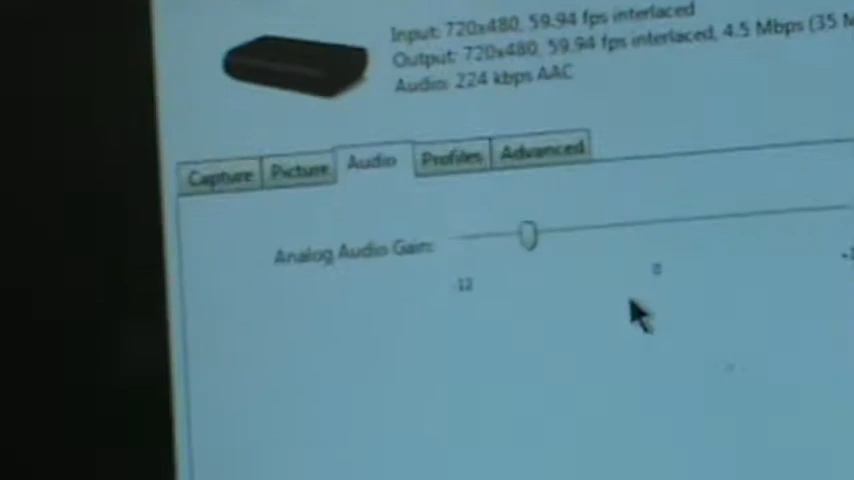 Input: 720x480, 59.94 fps interlaced
Output: 720x480, 59.94 fps interlaced, 4.5 Mbps (35 M
Audio: 224 kbps AAC
Capture Picture Audio Profiles Advanced
Analog Audio Gain:
-12 0